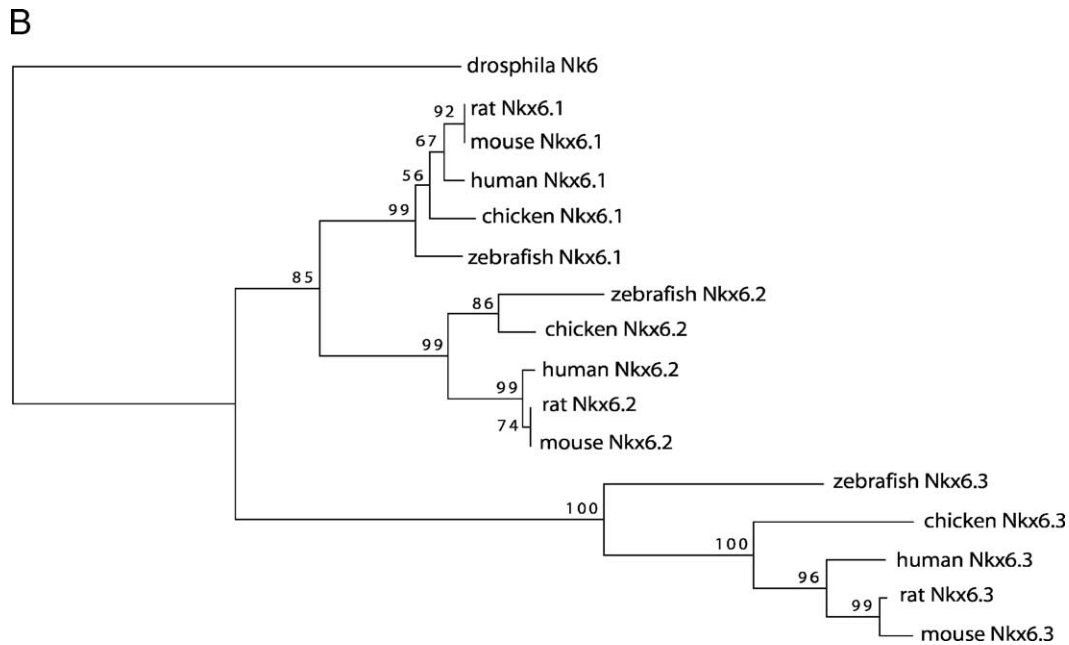 B
drosphila Nk6
rat Nkx6.1
92
mouse Nkx6.1
67
human Nkx6.1
56
chicken Nkx6.1
99
zebrafish Nkx6.1
85
zebrafish Nkx6.2
86
chicken Nkx6.2
99
human Nkx6.2
99
rat Nkx6.2
74
mouse Nkx6.2
zebrafish Nkx6.3
100
chicken Nkx6.3
100
human Nkx6.3
96
rat Nkx6.3
99
mouse Nkx6.3